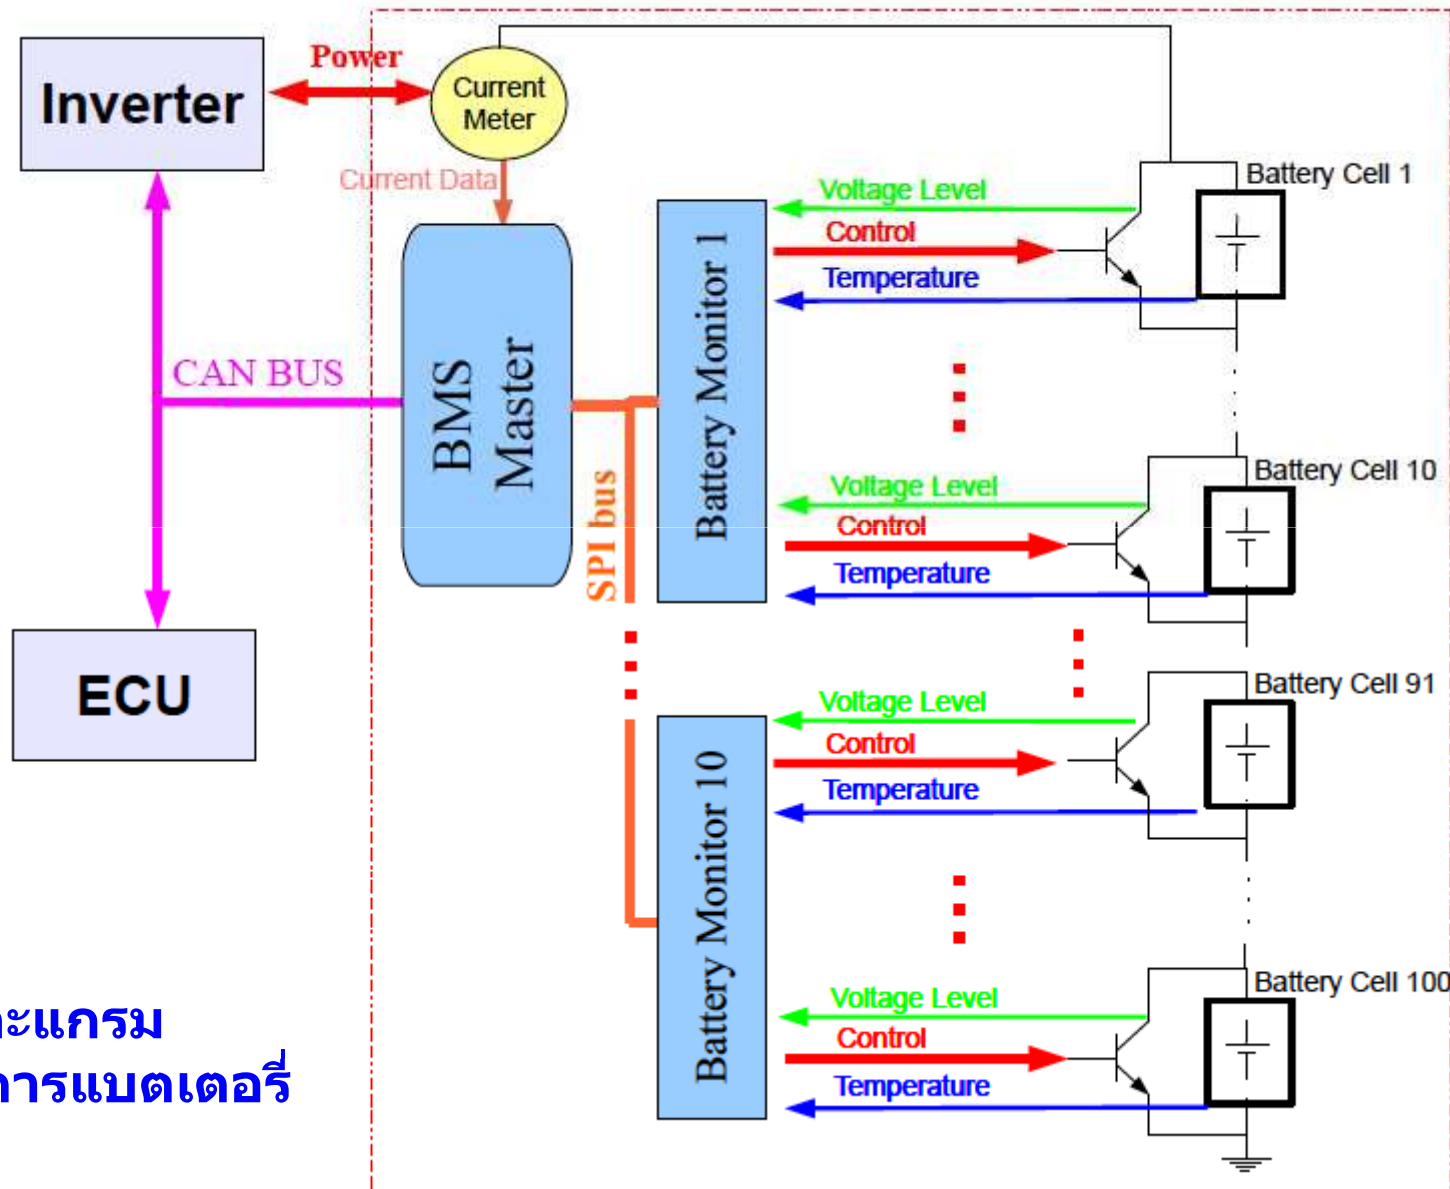 Inverter
Power
Current
Meter
Current Data
CAN BUS
BMS
Master
SPI bus
ECU
Battery Monitor 1
Voltage Level
Control
Temperature
Battery Cell 1
Voltage Level
Control
Temperature
Battery Cell 10
Battery Monitor 10
Voltage Level
Control
Temperature
Battery Cell 91
Voltage Level
Control
Temperature
Battery Cell 100
ะแกรม
การแบตเตอรี่